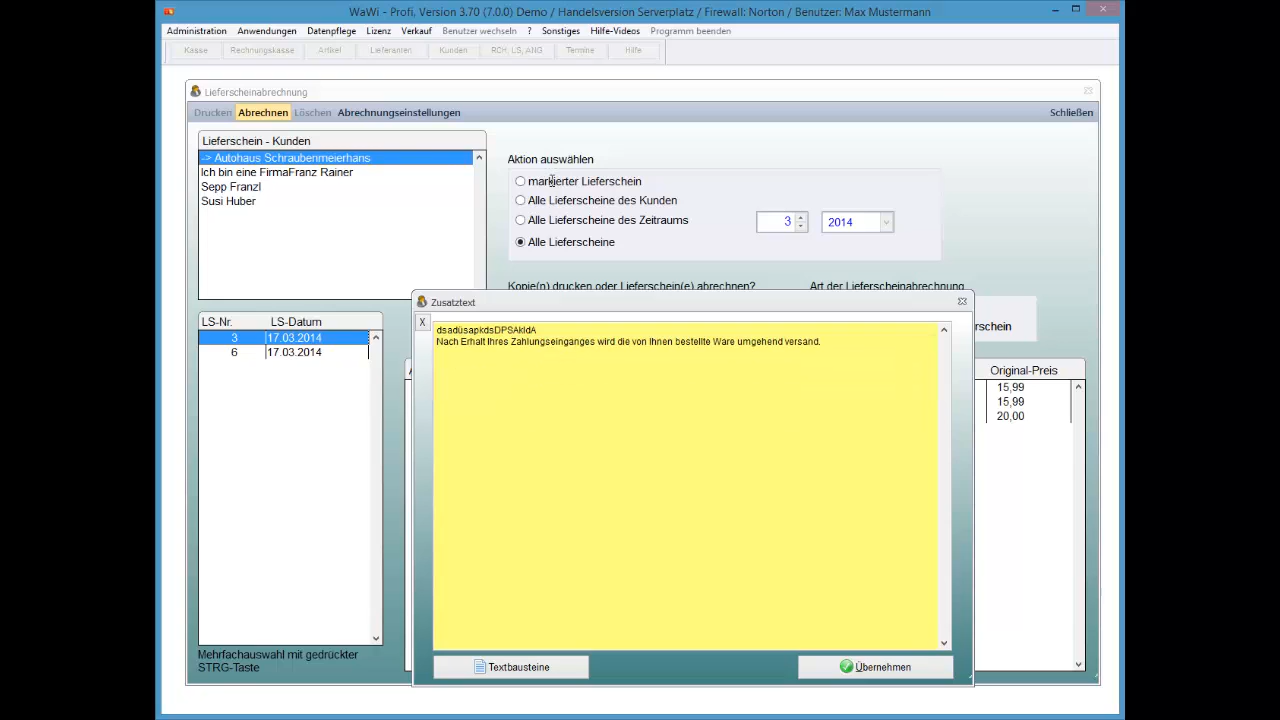 WaWi - Profi, Version 3.70 (7.0.0) Demo / Handelsversion Serverplatz / Firewall: Norton / Benutzer: Max Mustermann
Administration Anwendungen Datenpflege Lizenz Verkauf Benutzer wechseln ? Sonstiges Hilfe-Videos Programm beenden
Kasse Rechnungskasse Artikel Lieferanten Kunden RCH, LS, ANG Termine Hilfe
Lieferscheinabrechnung
Drucken Abrechnen Löschen Abrechnungseinstellungen Schließen
Lieferschein - Kunden
-> Autohaus Schraubenmeierhans
Ich bin eine FirmaFranz Rainer
Sepp Franzl
Susi Huber
Aktion auswählen
markierter Lieferschein
Alle Lieferscheine des Kunden
Alle Lieferscheine des Zeitraums 3 2014
Alle Lieferscheine
Kopie(n) drucken oder Lieferschein(e) abrechnen? Art der Lieferscheinabrechnung
Zusatztext
X
dsadüsapkdsDPSAkldA
Nach Erhalt Ihres Zahlungseinganges wird die von Ihnen bestellte Ware umgehend versand.
Textbausteine Übernehmen
LS-Nr. LS-Datum
3 17.03.2014
6 17.03.2014
Mehrfachauswahl mit gedrückter
STRG-Taste
Original-Preis
15,99
15,99
20,00